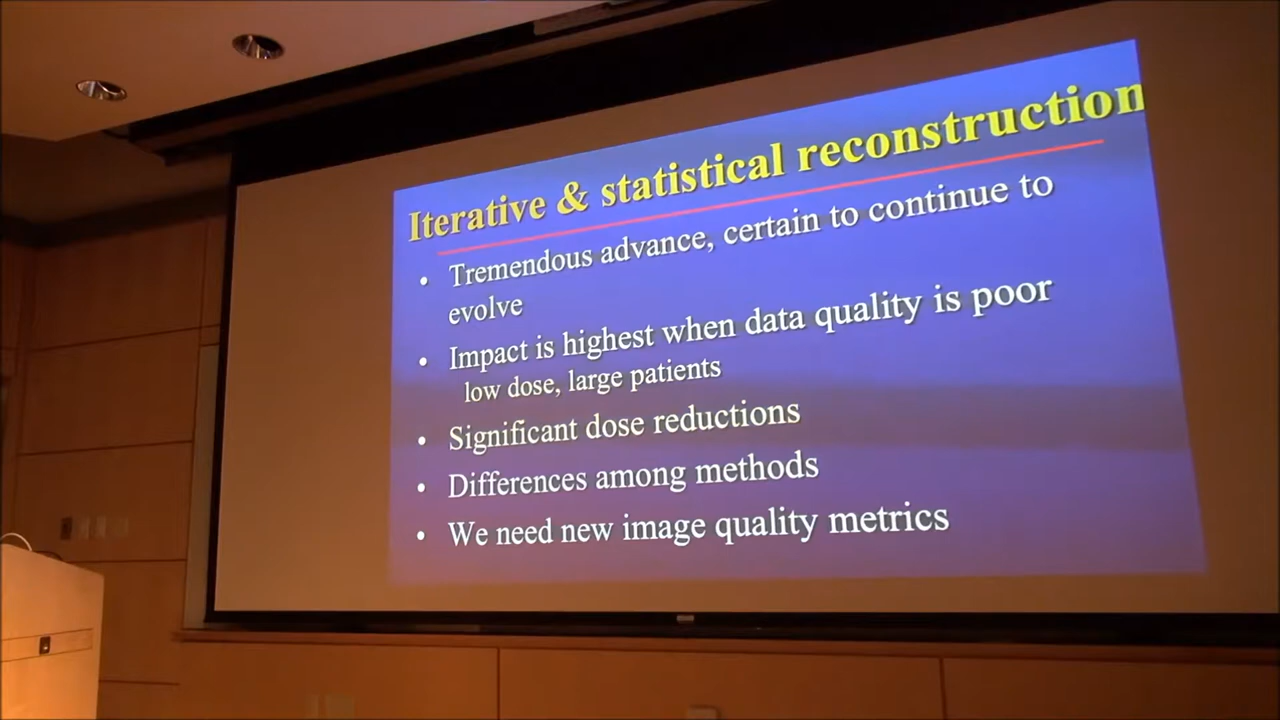 Iterative & statistical reconstruction
• Tremendous advance, certain to continue to
evolve
• Impact is highest when data quality is poor
low dose, large patients
• Significant dose reductions
• Differences among methods
• We need new image quality metrics